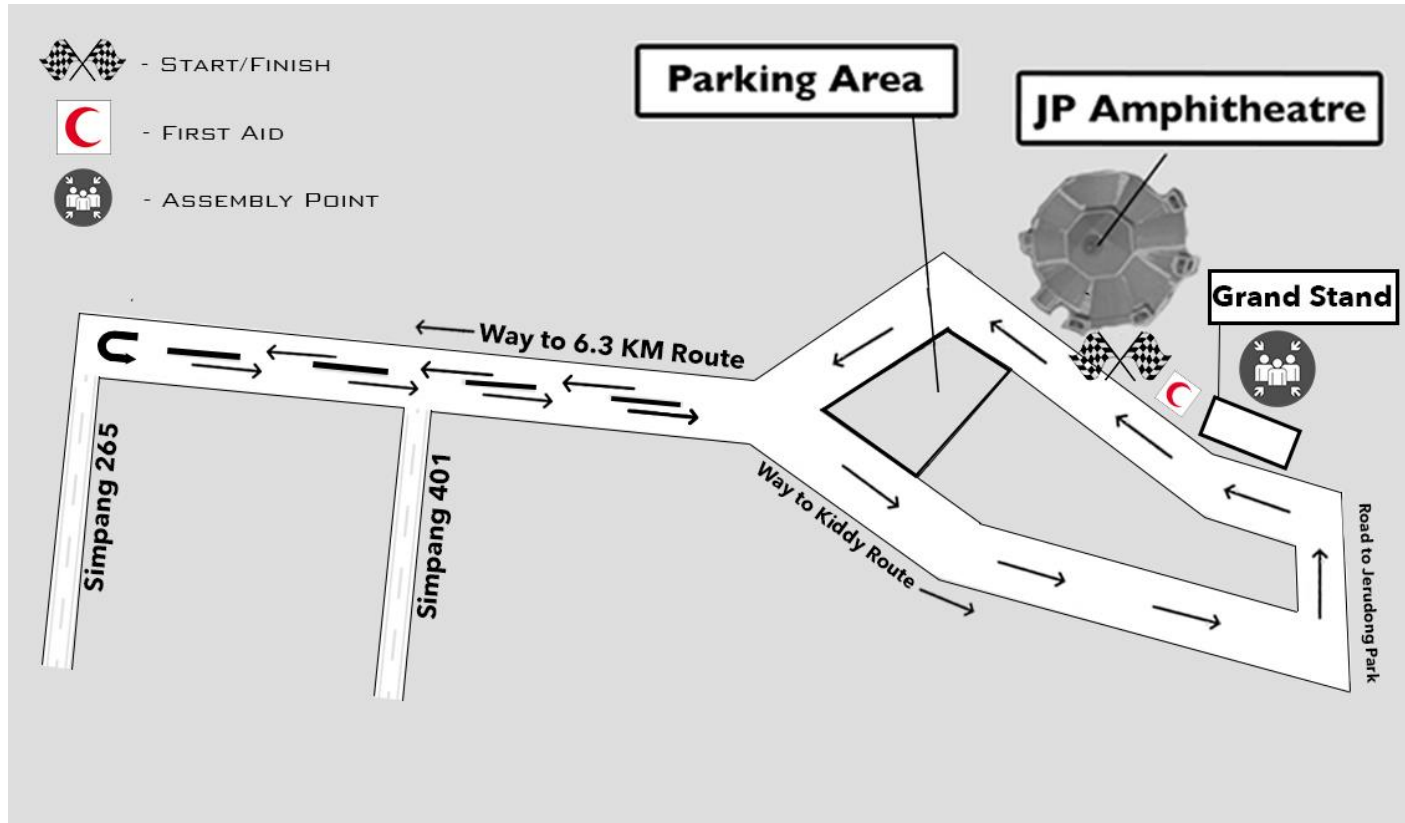 - START/FINISH
- FIRST AID
- ASSEMBLY POINT
Parking Area
JP Amphitheatre
Grand Stand
Way to 6.3 KM Route
Simpang 265
Simpang 401
Way to Kiddy Route
Road to Jerudong Park